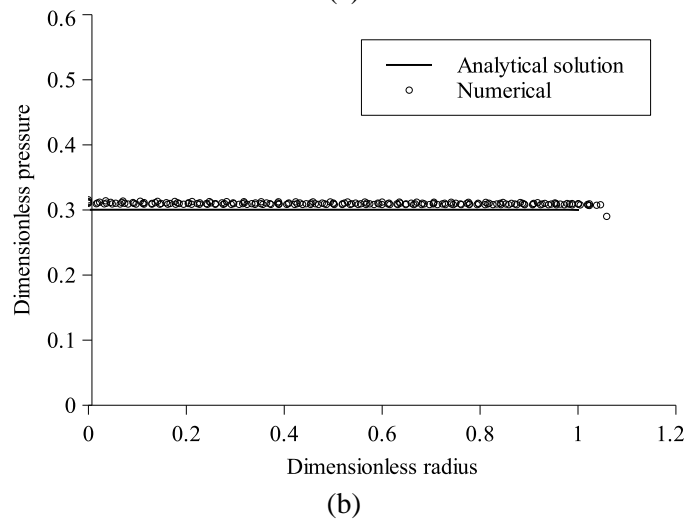 0.6
Analytical solution
Numerical
0.5
0.4
0.3
0.2
0.1
0
Dimensionless pressure
0 0.2 0.4 0.6 0.8 1 1.2
Dimensionless radius
(b)